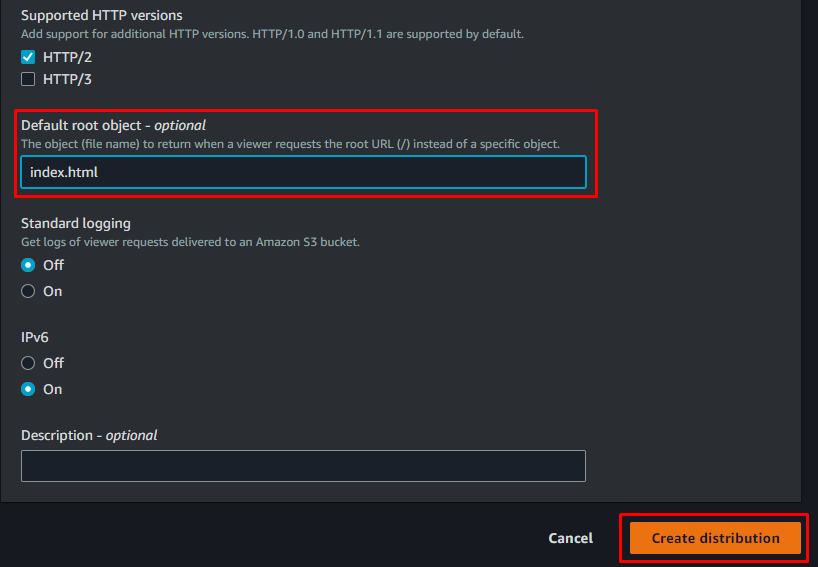 Supported HTTP versions
Add support for additional HTTP versions. HTTP/1.0 and HTTP/1.1 are supported by default.
HTTP/2
HTTP/3
Default root object - optional
The object (file name) to return when a viewer requests the root URL (/) instead of a specific object.
index.html
Standard logging
Get logs of viewer requests delivered to an Amazon S3 bucket.
Off
On
IPv6
Off
On
Description - optional
Cancel
Create distribution